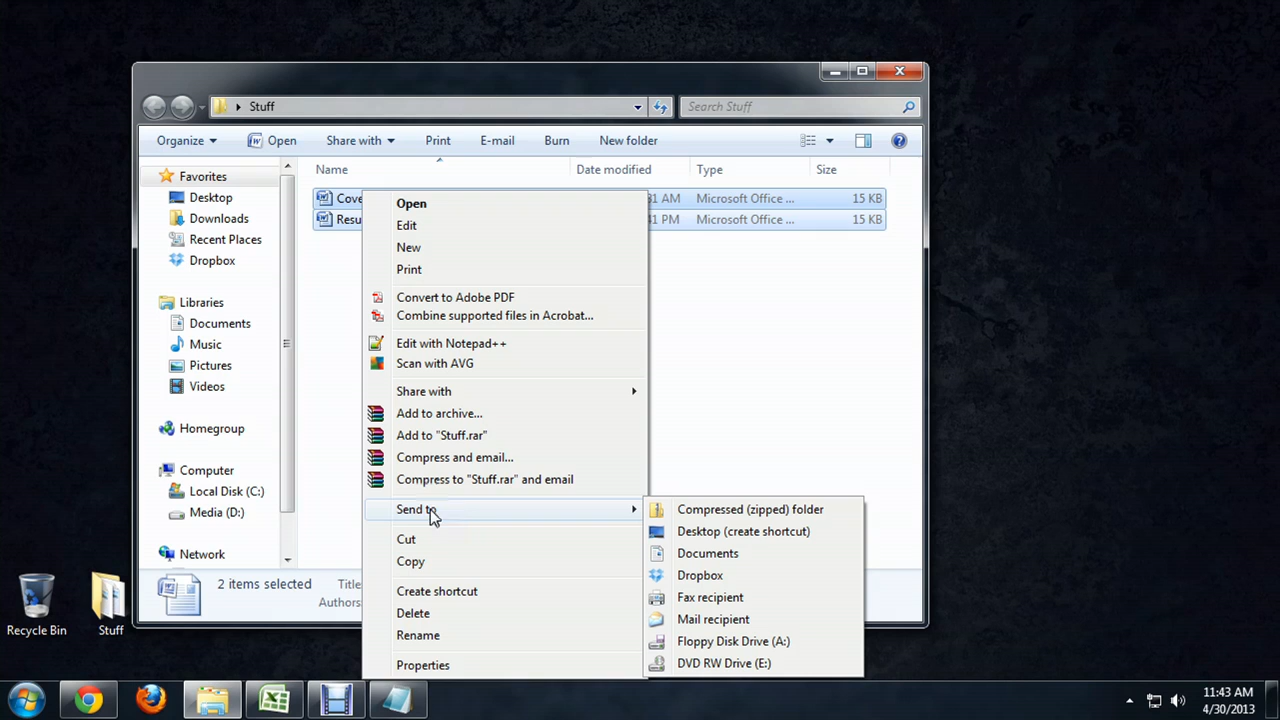 Stuff
Search Stuff
Organize
Open
Share with
Print
E-mail
Burn
New folder
Name
Date modified
Type
Size
Favorites
Desktop
Downloads
Recent Places
Dropbox
Libraries
Documents
Music
Pictures
Videos
Homegroup
Computer
Local Disk (C:)
Media (D:)
Network
Cove
31 AM
Microsoft Office ...
15 KB
Resu
41 PM
Microsoft Office ...
15 KB
Open
Edit
New
Print
Convert to Adobe PDF
Combine supported files in Acrobat...
Edit with Notepad++
Scan with AVG
Share with
Add to archive...
Add to "Stuff.rar"
Compress and email...
Compress to "Stuff.rar" and email
Send to
Cut
Copy
Create shortcut
Delete
Rename
Properties
Compressed (zipped) folder
Desktop (create shortcut)
Documents
Dropbox
Fax recipient
Mail recipient
Floppy Disk Drive (A:)
DVD RW Drive (E:)
2 items selected
Title:
Authors:
Recycle Bin
Stuff
11:43 AM
4/30/2013